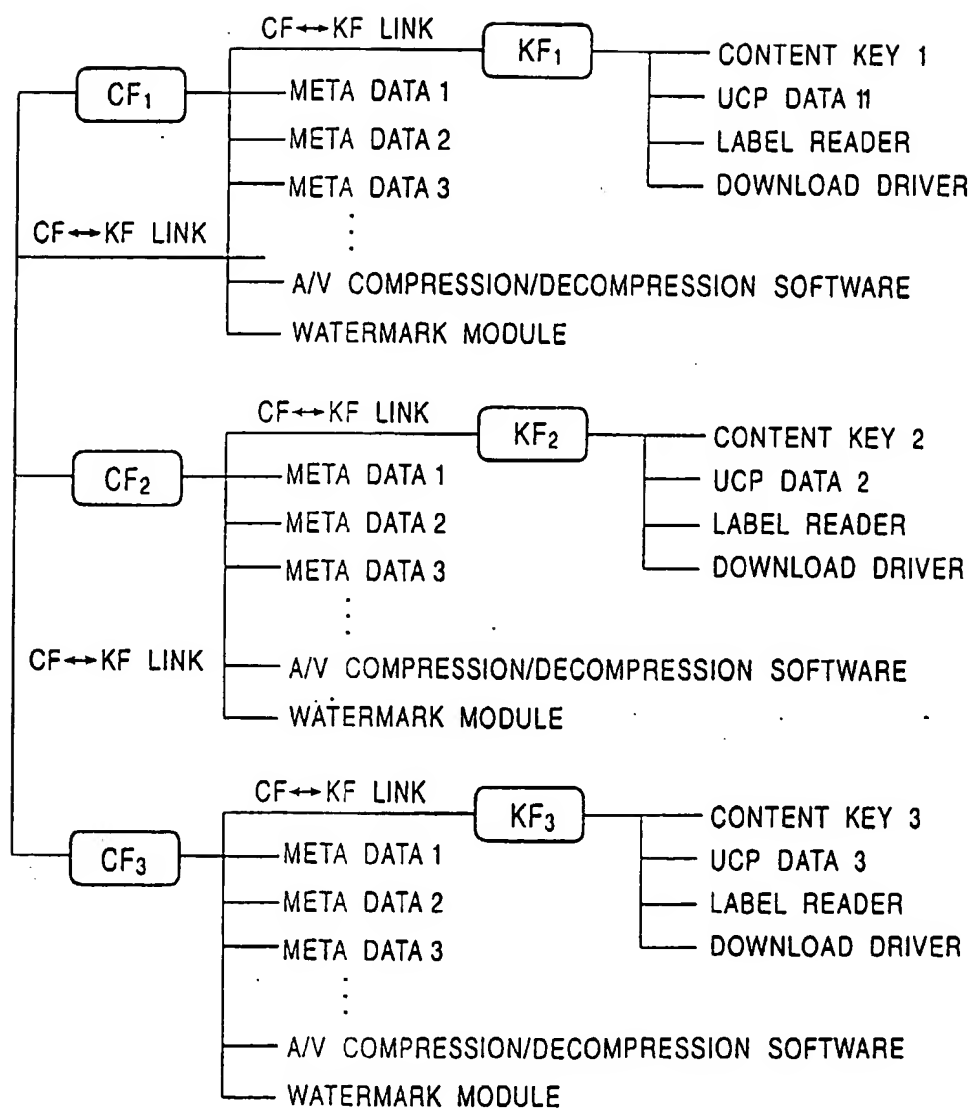 CF↔KF LINK
KF₁
CONTENT KEY 1
CF₁
META DATA 1
UCP DATA 11
META DATA 2
LABEL READER
META DATA 3
DOWNLOAD DRIVER
CF↔KF LINK
A/V COMPRESSION/DECOMPRESSION SOFTWARE
WATERMARK MODULE
CF↔KF LINK
KF₂
CONTENT KEY 2
CF₂
META DATA 1
UCP DATA 2
META DATA 2
LABEL READER
META DATA 3
DOWNLOAD DRIVER
CF↔KF LINK
A/V COMPRESSION/DECOMPRESSION SOFTWARE
WATERMARK MODULE
CF↔KF LINK
KF₃
CONTENT KEY 3
CF₃
META DATA 1
UCP DATA 3
META DATA 2
LABEL READER
META DATA 3
DOWNLOAD DRIVER
A/V COMPRESSION/DECOMPRESSION SOFTWARE
WATERMARK MODULE